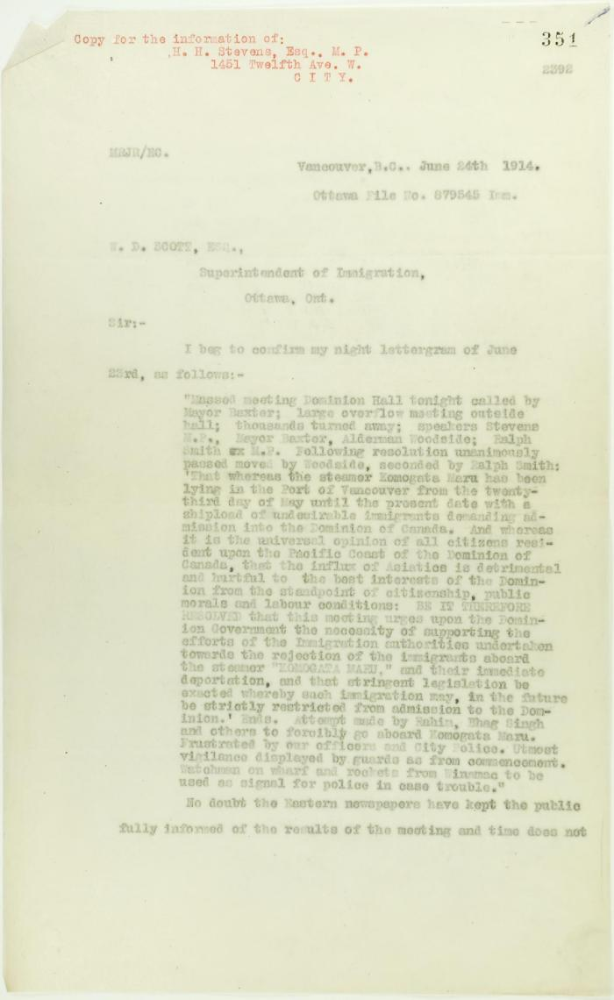 Copy for the information of:
H. H. Stevens, Esq., M. P.
1451 Twelfth Ave. W.
C I T Y.
351
2392
MRJR/EC.
Vancouver,B.C.. June 24th 1914.
Ottawa File No. 879545 Imm.
W. D. SCOTT, ESQ.,
Superintendent of Immigration,
Ottawa, Ont.
Sir:-
I beg to confirm my night lettergram of June
23rd, as follows:-
"Massed meeting Dominion Hall tonight called by
Mayor Baxter; large overflow meeting outside
hall; thousands turned away; speakers Stevens
M.P., Mayor Baxter, Alderman Woodside; Ralph
Smith ex M.P. Following resolution unanimously
passed moved by Woodside, seconded by Ralph Smith:
'That whereas the steamer Komogata Maru has been
lying in the Port of Vancouver from the twenty-
third day of May until the present date with a
shipload of undesirable immigrants demanding ad-
mission into the Dominion of Canada. And whereas
it is the universal opinion of all citizens resi-
dent upon the Pacific Coast of the Dominion of
Canada, that the influx of Asiatics is detrimental
and hurtful to the best interests of the Domin-
ion from the standpoint of citizenship, public
morals and labour conditions: BE IT THEREFORE
RESOLVED that this meeting urges upon the Domin-
ion Government the necessity of supporting the
efforts of the Immigration authorities undertaken
towards the rejection of the immigrants aboard
the steamer "KOMOGATA MARU," and their immediate
deportation, and that stringent legislation be
enacted whereby such immigration may, in the future
be strictly restricted from admission to the Dom-
inion.' Ends. Attempt made by Rahim, Bhag Singh
and others to forcibly go aboard Komogata Maru.
Frustrated by our officers and City Police. Utmost
vigilance displayed by guards as from commencement.
Watchman on wharf and rockets from Winamac to be
used as signal for police in case trouble."
No doubt the Eastern newspapers have kept the public
fully informed of the results of the meeting and time does not